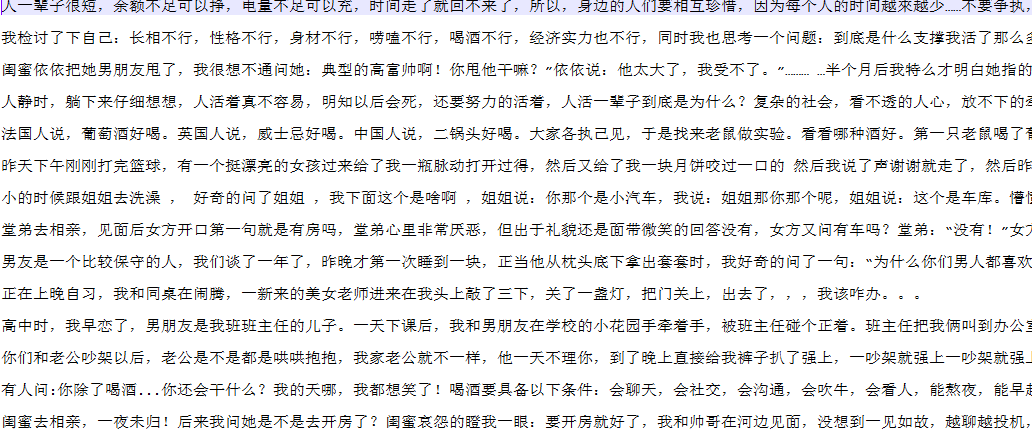 人一辈子很短，余额不足可以挣，电量不足可以充，时间走了就回不来了，所以，身边的人们要相互珍惜，因为每个人的时间越来越少……不要争执，
我检讨了下自己：长相不行，性格不行，身材不行，唠嗑不行，喝酒不行，经济实力也不行，同时我也思考一个问题：到底是什么支撑我活了那么多
闺蜜依依把她男朋友甩了，我很想不通问她：典型的高富帅啊！你甩他干嘛？”依依说：他太大了，我受不了。”……… …半个月后我特么才明白她指的
人静时，躺下来仔细想想，人活着真不容易，明知以后会死，还要努力的活着，人活一辈子到底是为什么？复杂的社会，看不透的人心，放不下的牵
法国人说，葡萄酒好喝。英国人说，威士忌好喝。中国人说，二锅头好喝。大家各执己见，于是找来老鼠做实验。看看哪种酒好。第一只老鼠喝了葡
昨天下午刚刚打完篮球，有一个挺漂亮的女孩过来给了我一瓶脉动打开过得，然后又给了我一块月饼咬过一口的 然后我说了声谢谢就走了，然后昨
小的时候跟姐姐去洗澡 ， 好奇的问了姐姐 ，我下面这个是啥啊 ，姐姐说：你那个是小汽车，我说：姐姐那你那个呢，姐姐说：这个是车库。懵懂
堂弟去相亲，见面后女方开口第一句就是有房吗，堂弟心里非常厌恶，但出于礼貌还是面带微笑的回答没有，女方又问有车吗？堂弟：“没有！”女方
男友是一个比较保守的人，我们谈了一年了，昨晚才第一次睡到一块，正当他从枕头底下拿出套套时，我好奇的问了一句：“为什么你们男人都喜欢
正在上晚自习，我和同桌在闹腾，一新来的美女老师进来在我头上敲了三下，关了一盏灯，把门关上，出去了，，，我该咋办。。。
高中时，我早恋了，男朋友是我班班主任的儿子。一天下课后，我和男朋友在学校的小花园手牵着手，被班主任碰个正着。班主任把我俩叫到办公室
你们和老公吵架以后，老公是不是都是哄哄抱抱，我家老公就不一样，他一天不理你，到了晚上直接给我裤子扒了强上，一吵架就强上一吵架就强上
有人问:你除了喝酒...你还会干什么？我的天哪，我都想笑了！喝酒要具备以下条件：会聊天，会社交，会沟通，会吹牛，会看人，能熬夜，能早起
闺蜜去相亲，一夜未归！后来我问她是不是去开房了？闺蜜哀怨的瞪我一眼：要开房就好了，我和帅哥在河边见面，没想到一见如故，越聊越投机，